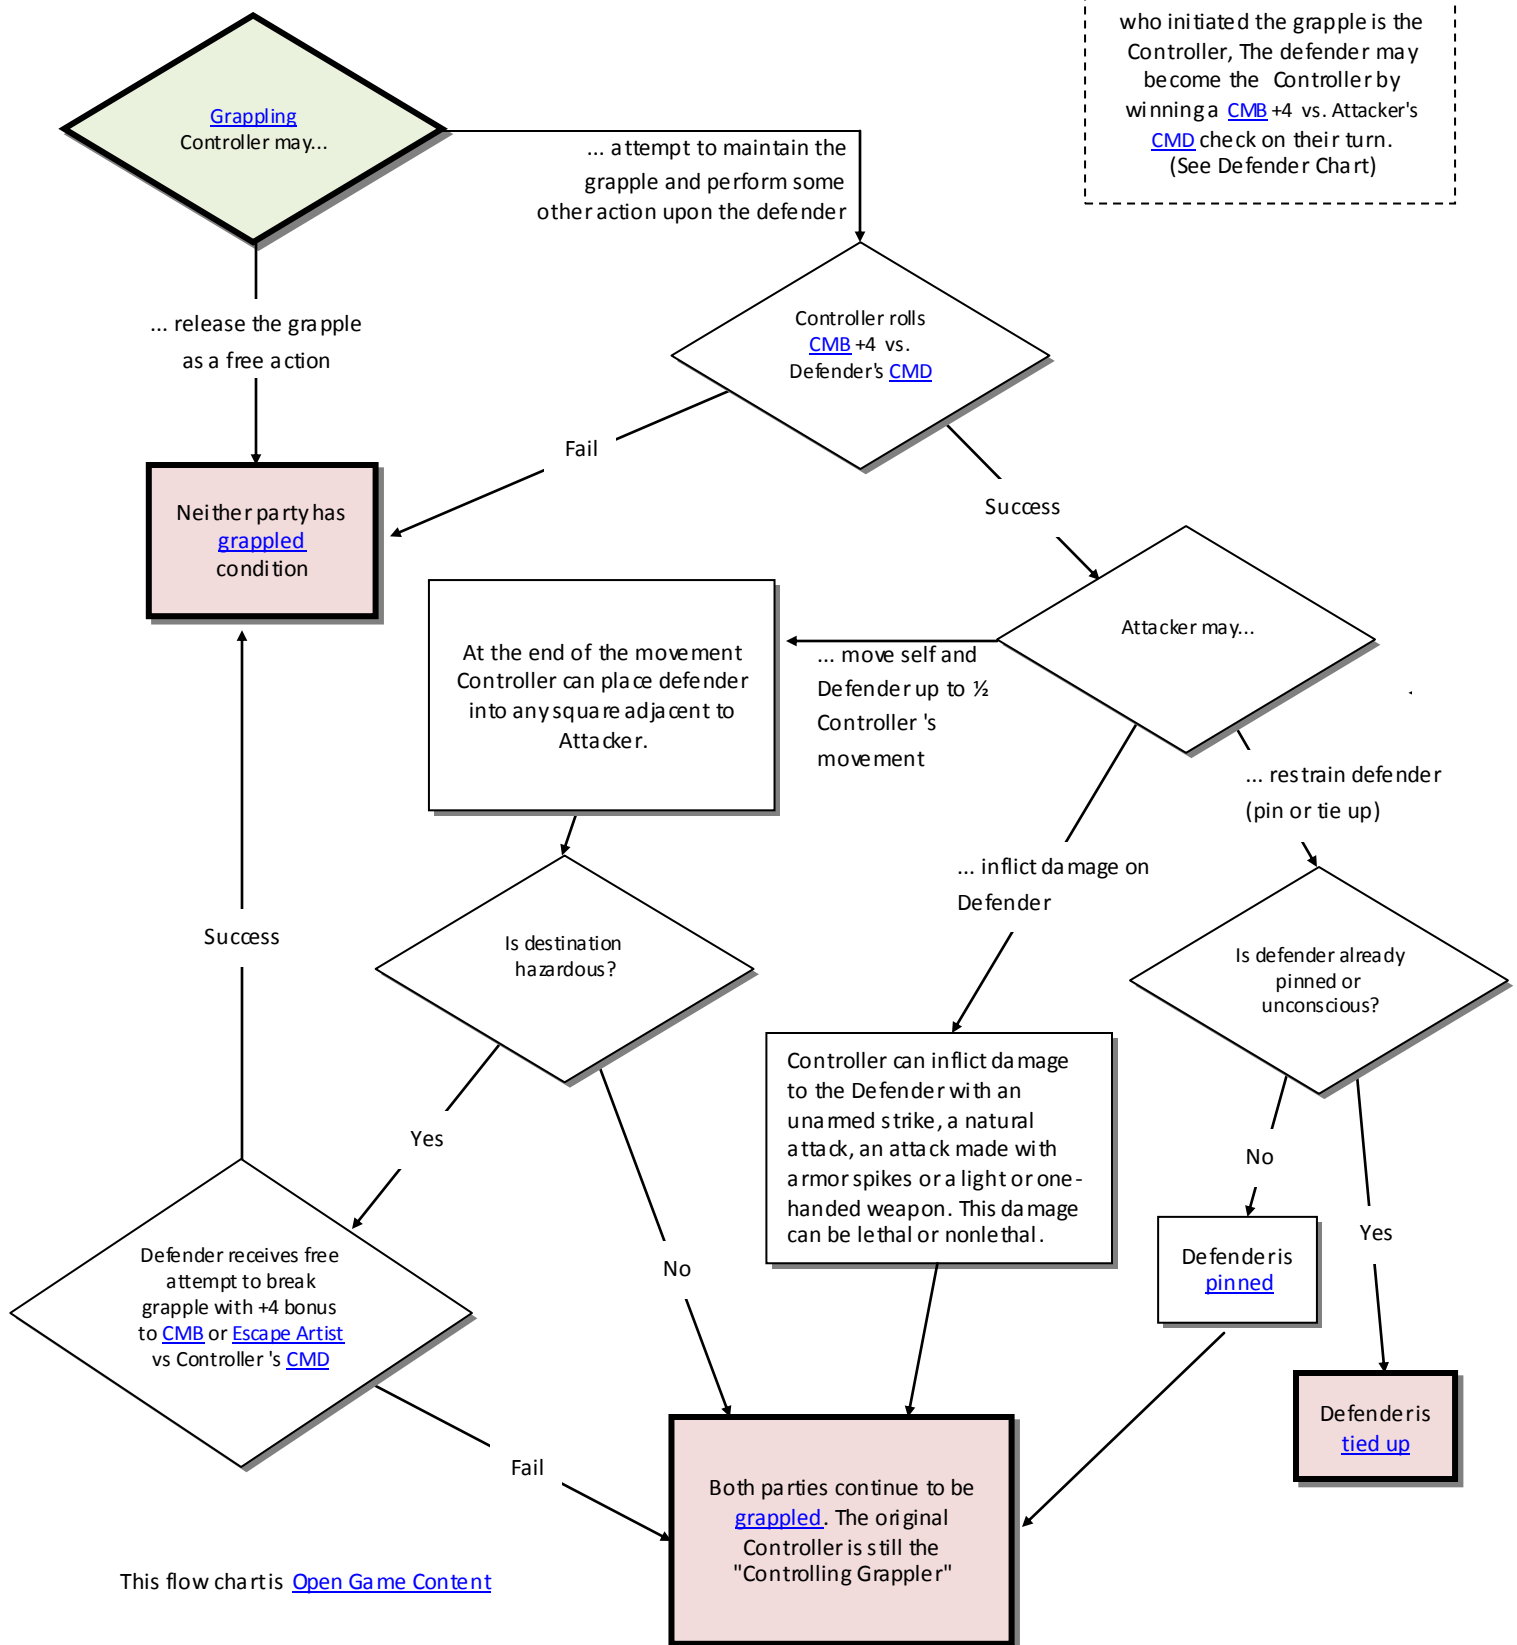 who initiated the grapple is the
Controller, The defender may
become the Controller by
winning a CMB +4 vs. Attacker's
CMD check on their turn.
(See Defender Chart)
Grappling
Controller may...
... attempt to maintain the
grapple and perform some
other action upon the defender
... release the grapple
as a free action
Controller rolls
CMB +4 vs.
Defender's CMD
Fail
Success
Neither party has
grappled
condition
Attacker may...
At the end of the movement
Controller can place defender
into any square adjacent to
Attacker.
... move self and
Defender up to ½
Controller 's
movement
... restrain defender
(pin or tie up)
... inflict damage on
Defender
Success
Is destination
hazardous?
Is defender already
pinned or
unconscious?
Controller can inflict damage
to the Defender with an
unarmed strike, a natural
attack, an attack made with
armor spikes or a light or one-
handed weapon. This damage
can be lethal or nonlethal.
Yes
No
No
Yes
Defender receives free
attempt to break
grapple with +4 bonus
to CMB or Escape Artist
vs Controller 's CMD
Defender is
pinned
Defender is
tied up
Fail
Both parties continue to be
grappled. The original
Controller is still the
"Controlling Grappler"
This flow chart is Open Game Content